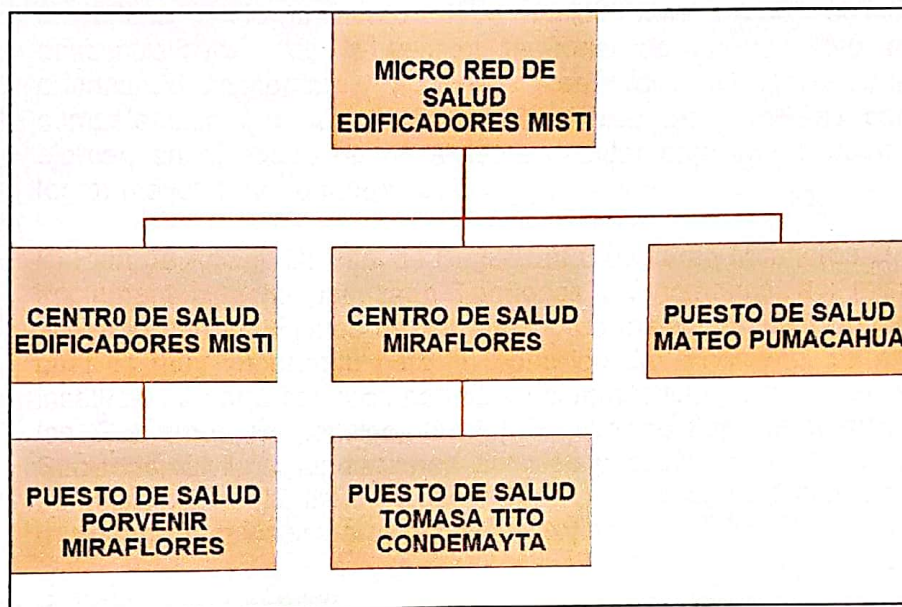 MICRO RED DE
SALUD
EDIFICADORES MISTI
CENTR0 DE SALUD
EDIFICADORES MISTI
CENTRO DE SALUD
MIRAFLORES
PUESTO DE SALUD
MATEO PUMACAHUA
PUESTO DE SALUD
PORVENIR
MIRAFLORES
PUESTO DE SALUD
TOMASA TITO
CONDEMAYTA